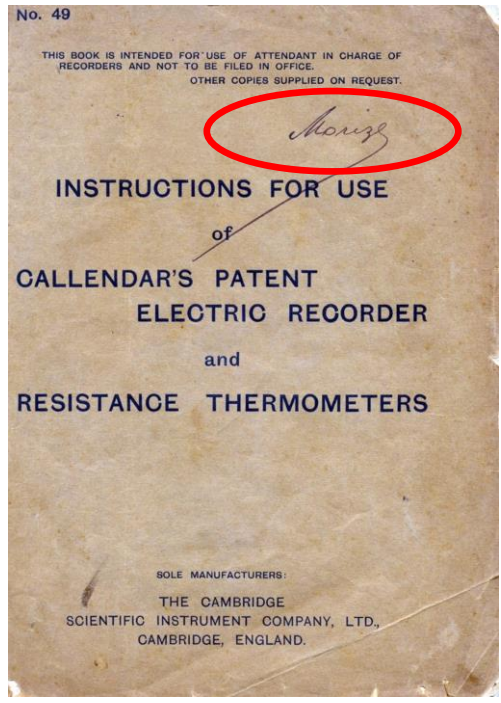 No. 49
THIS BOOK IS INTENDED FOR USE OF ATTENDANT IN CHARGE OF
RECORDERS AND NOT TO BE FILED IN OFFICE.
OTHER COPIES SUPPLIED ON REQUEST.
Morize
INSTRUCTIONS FOR USE
of
CALLENDAR'S PATENT
ELECTRIC RECORDER
and
RESISTANCE THERMOMETERS
SOLE MANUFACTURERS:
THE CAMBRIDGE
SCIENTIFIC INSTRUMENT COMPANY, LTD.,
CAMBRIDGE, ENGLAND.